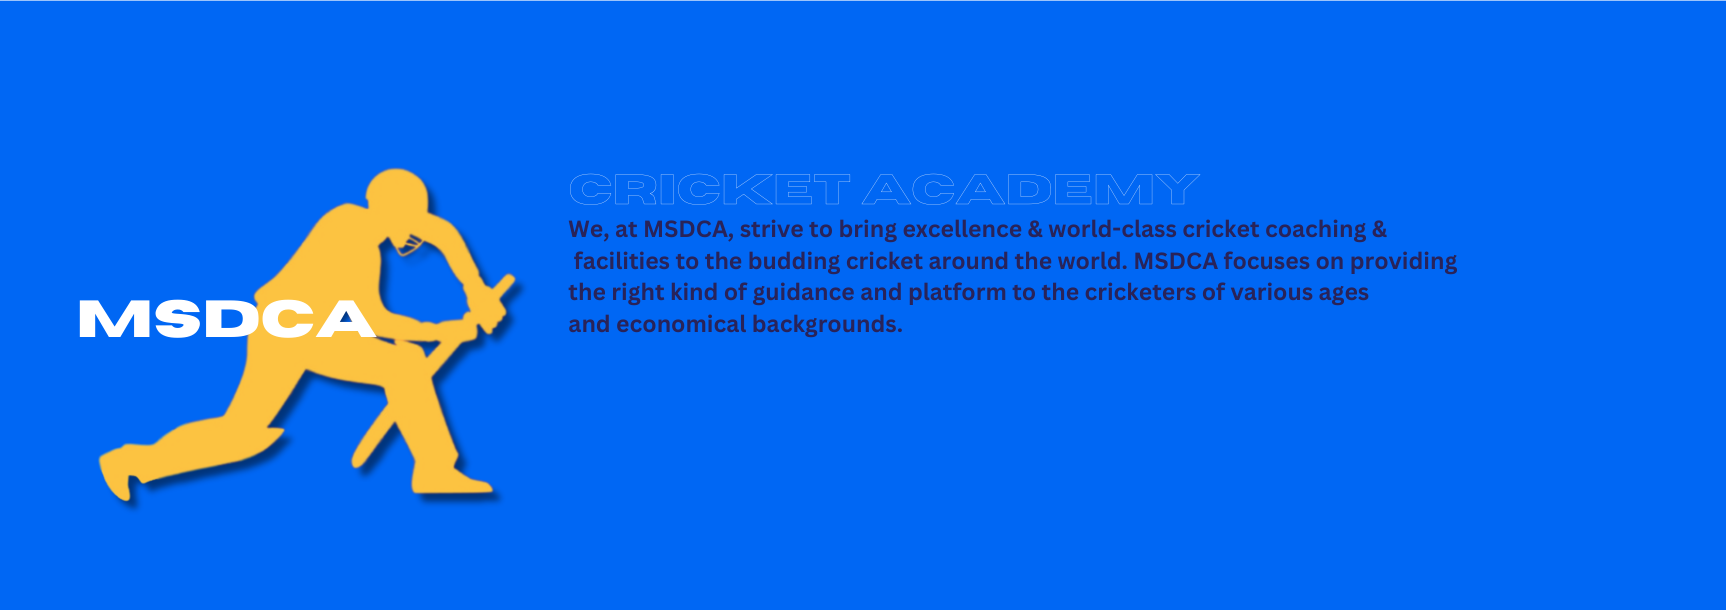 MSDCA
CRICKET ACADEMY
We, at MSDCA, strive to bring excellence & world-class cricket coaching &
facilities to the budding cricket around the world. MSDCA focuses on providing
the right kind of guidance and platform to the cricketers of various ages
and economical backgrounds.